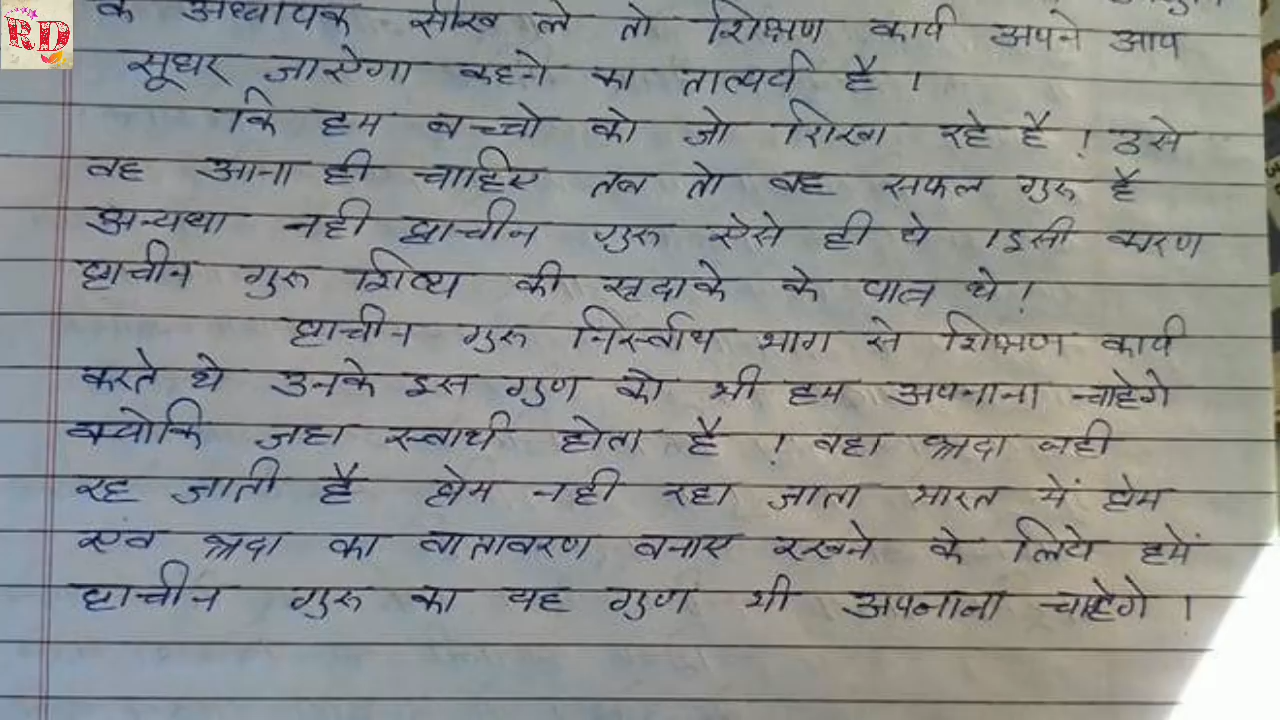 RD
के अध्यापक सीख ले तो शिक्षण कार्य अपने आप
सूधर जाऐगा कहने का तात्पर्य है ।
कि हम बच्चो को जो शिखा रहे है ! उसे
वह आना ही चाहिए तब तो वह सफल गुरु है
अन्यथा नही प्राचीन गुरु ऐसे ही थे । इसी कारण
प्राचीन गुरु शिष्य की के पात्र थे !
प्राचीन गुरु निर्स्वाथ भाग से शिक्षण कार्य
करते थे उनके इस गुण को भी हम अपनाना चाहेगे
क्योकि जहा स्वार्थ होता है ! वहा श्रदा नही
रह जाती है प्रेम नही रहा जाता भारत में प्रेम
एवं श्रदा का वातावरण बनाए रखने के लिये हमें
प्राचीन गुरु का यह गुण भी अपनाना चाहेगे ।